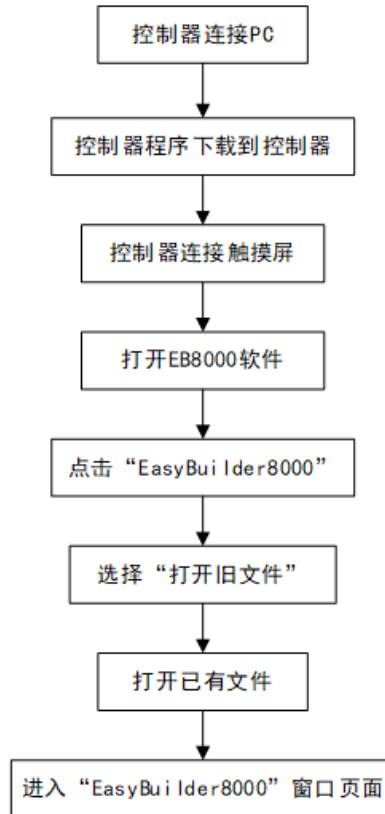 控制器连接PC
控制器程序下载到控制器
控制器连接触摸屏
打开EB8000软件
点击“EasyBuilder8000”
选择“打开旧文件”
打开已有文件
进入“EasyBuilder8000”窗口页面